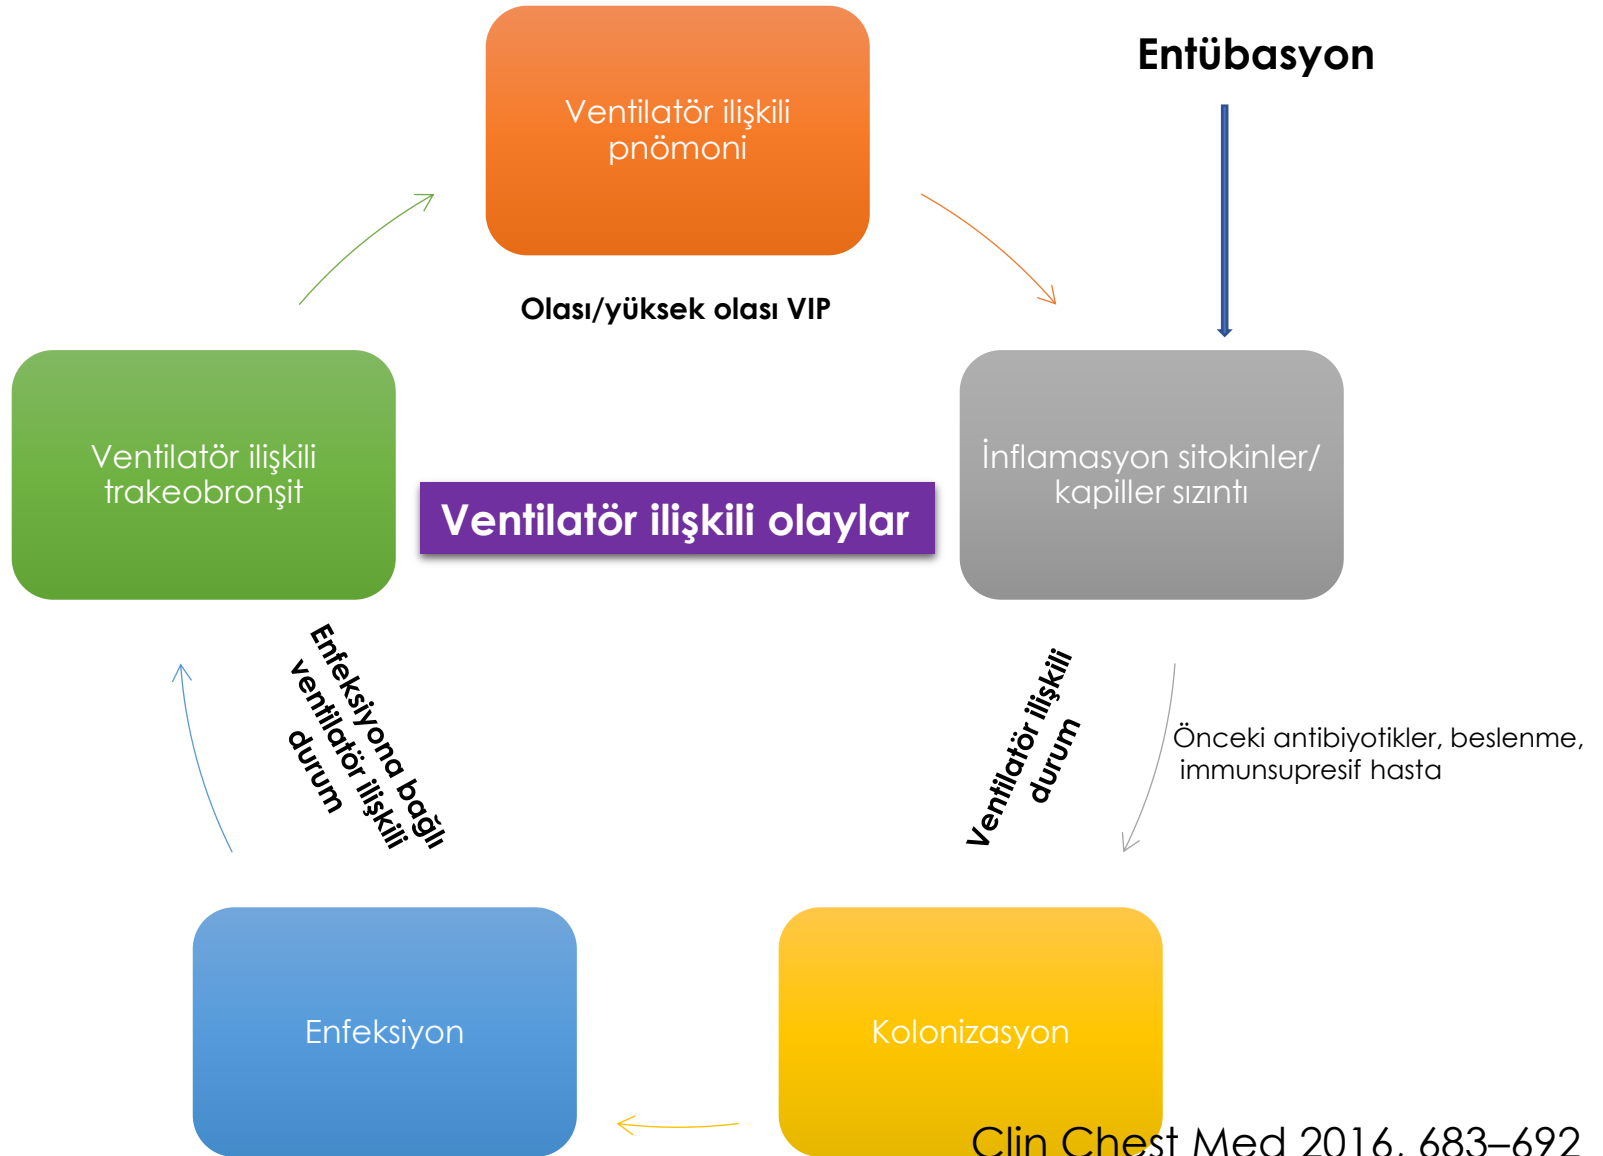 Entübasyon
Ventilatör ilişkili
pnömoni
Olası/yüksek olası VIP
Ventilatör ilişkili
trakeobronşit
İnflamasyon sitokinler/
kapiller sızıntı
Ventilatör ilişkili olaylar
Enfeksiyona bağlı
ventilatör ilişkili
durum
Ventilatör ilişkili
durum
Önceki antibiyotikler, beslenme,
immunsupresif hasta
Enfeksiyon
Kolonizasyon
Clin Chest Med 2016, 683–692